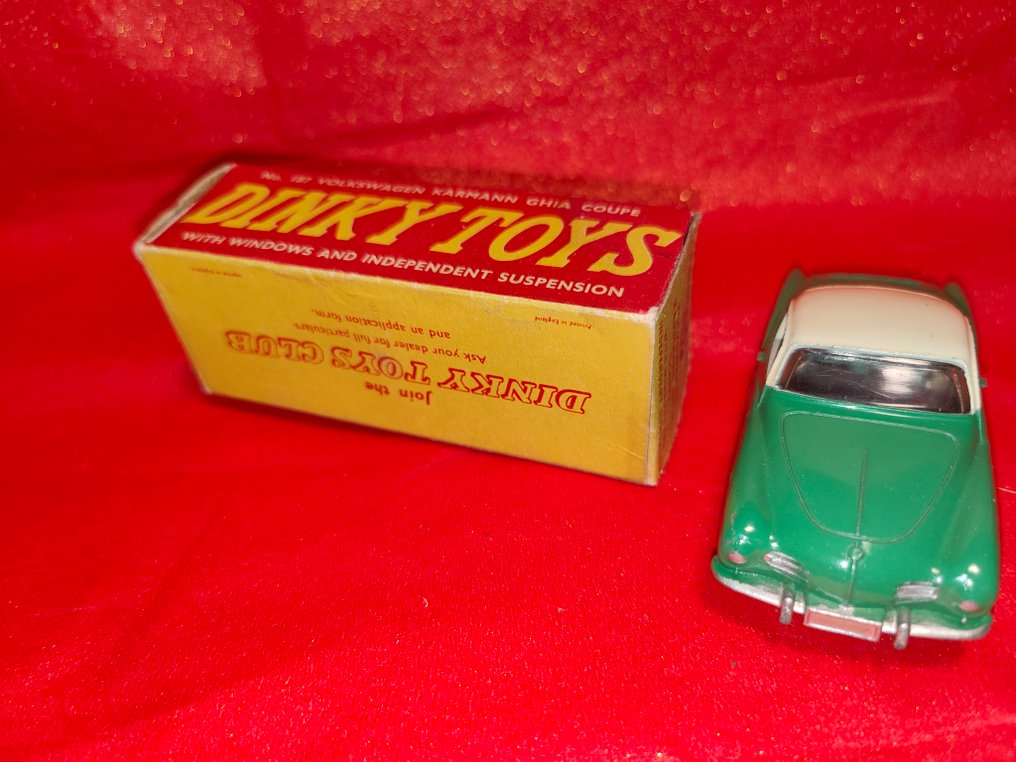 No. 187 VOLKSWAGEN KARMANN GHIA COUPE
DINKY TOYS
WITH WINDOWS AND INDEPENDENT SUSPENSION
Printed in England
Join the
DINKY TOYS CLUB
Ask your dealer for full particulars
and an application form.